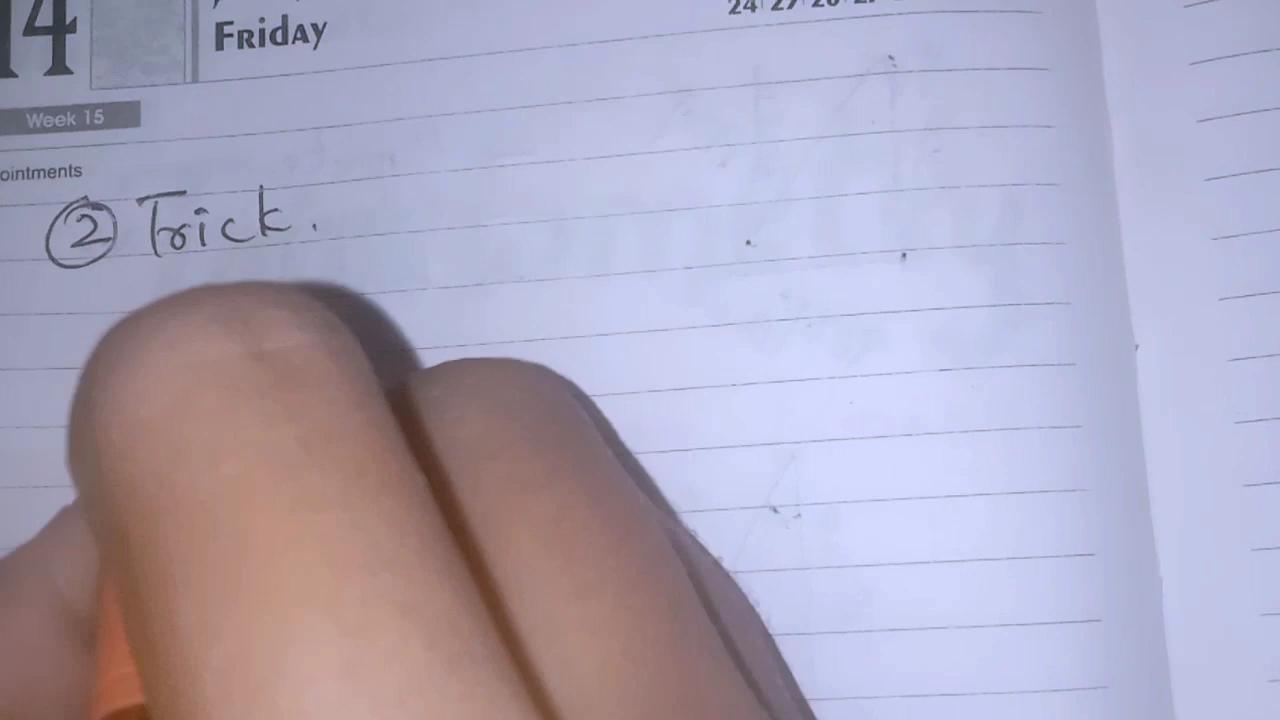 14
Friday
Week 15
ointments
② Trick.